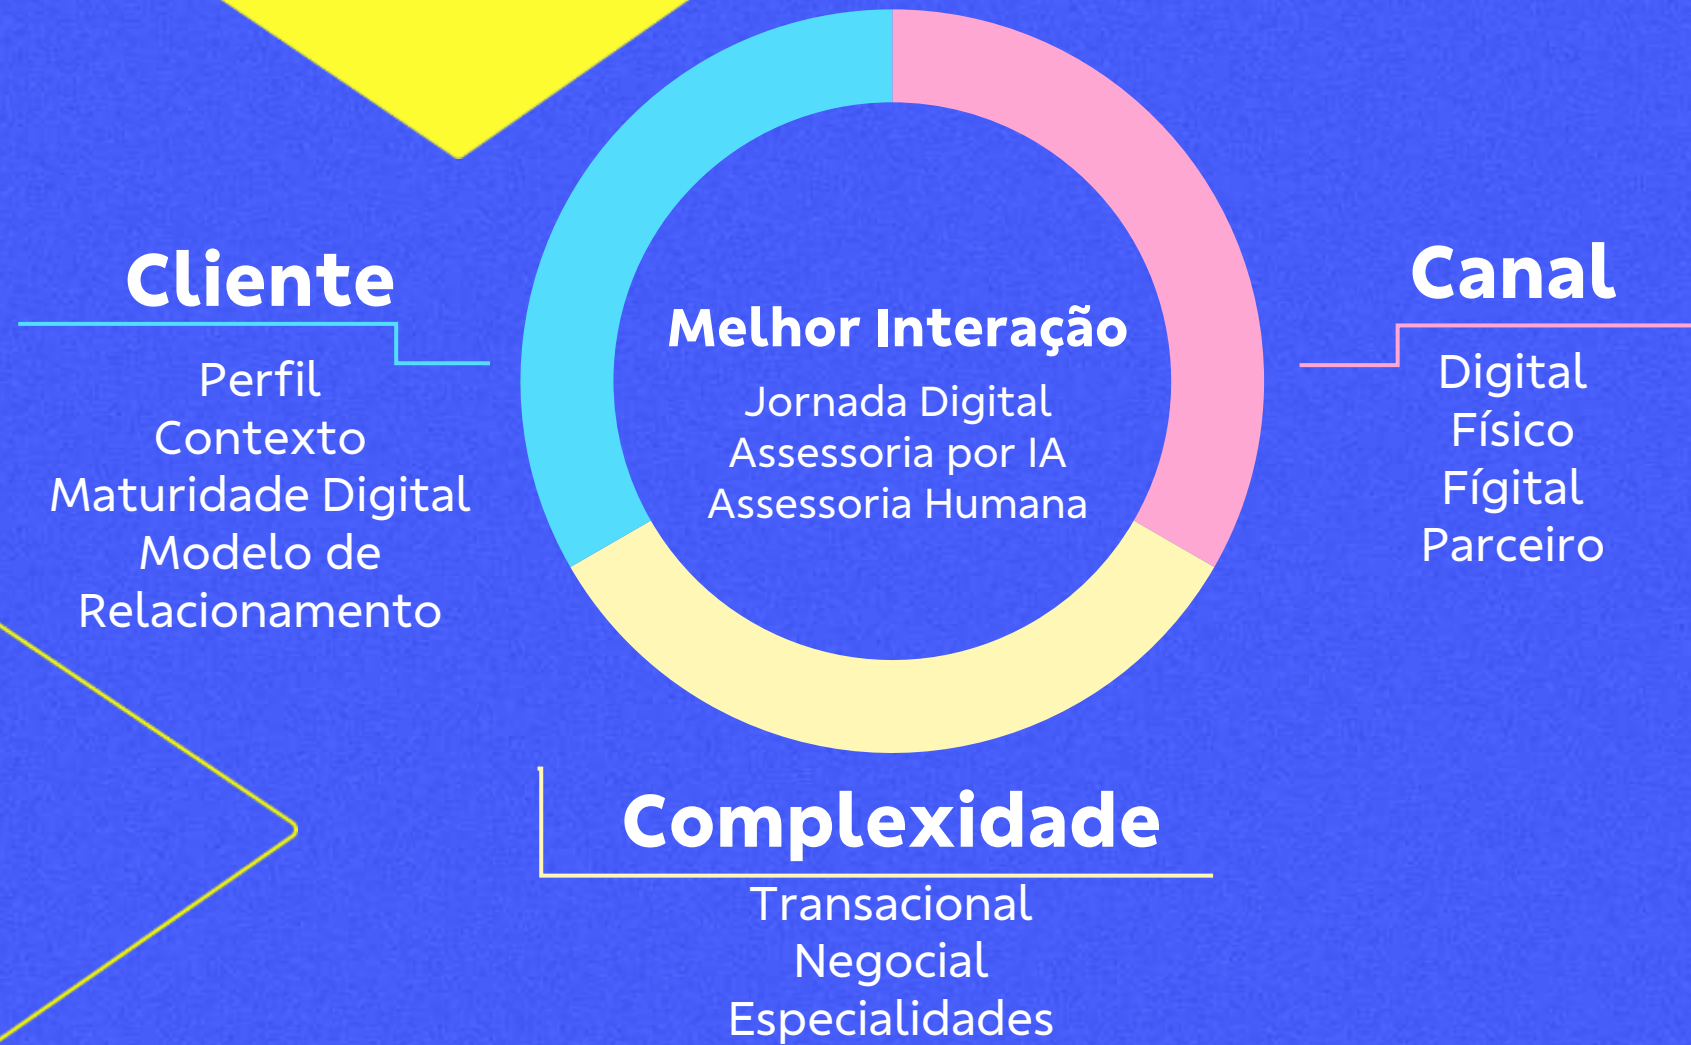 Cliente
Perfil
Contexto
Maturidade Digital
Modelo de
Relacionamento
Melhor Interação
Jornada Digital
Assessoria por IA
Assessoria Humana
Canal
Digital
Físico
Fígital
Parceiro
Complexidade
Transacional
Negocial
Especialidades